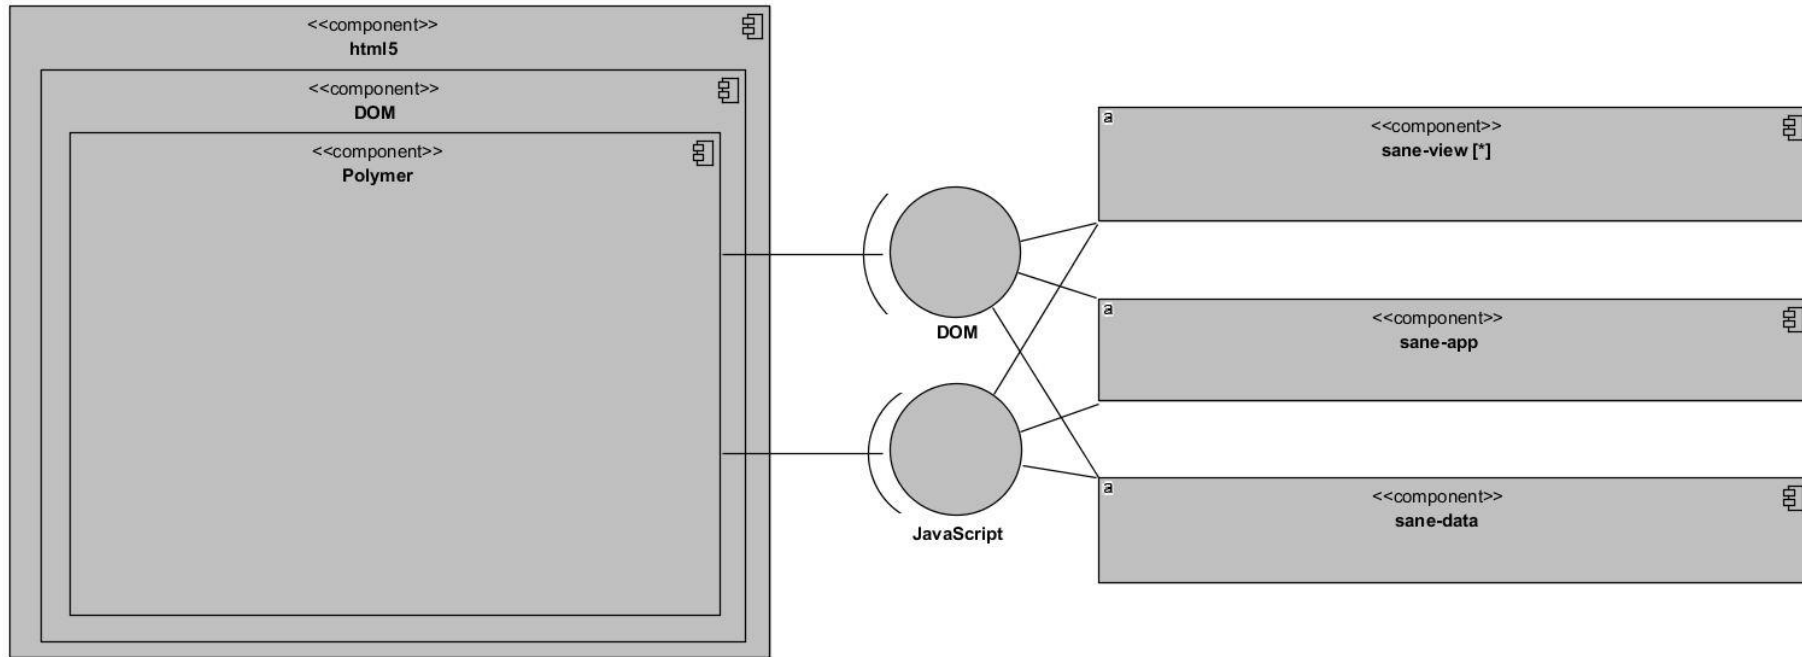 <<component>>
html5
<<component>>
DOM
<<component>>
Polymer
DOM
JavaScript
a
<<component>>
sane-view [*]
a
<<component>>
sane-app
a
<<component>>
sane-data